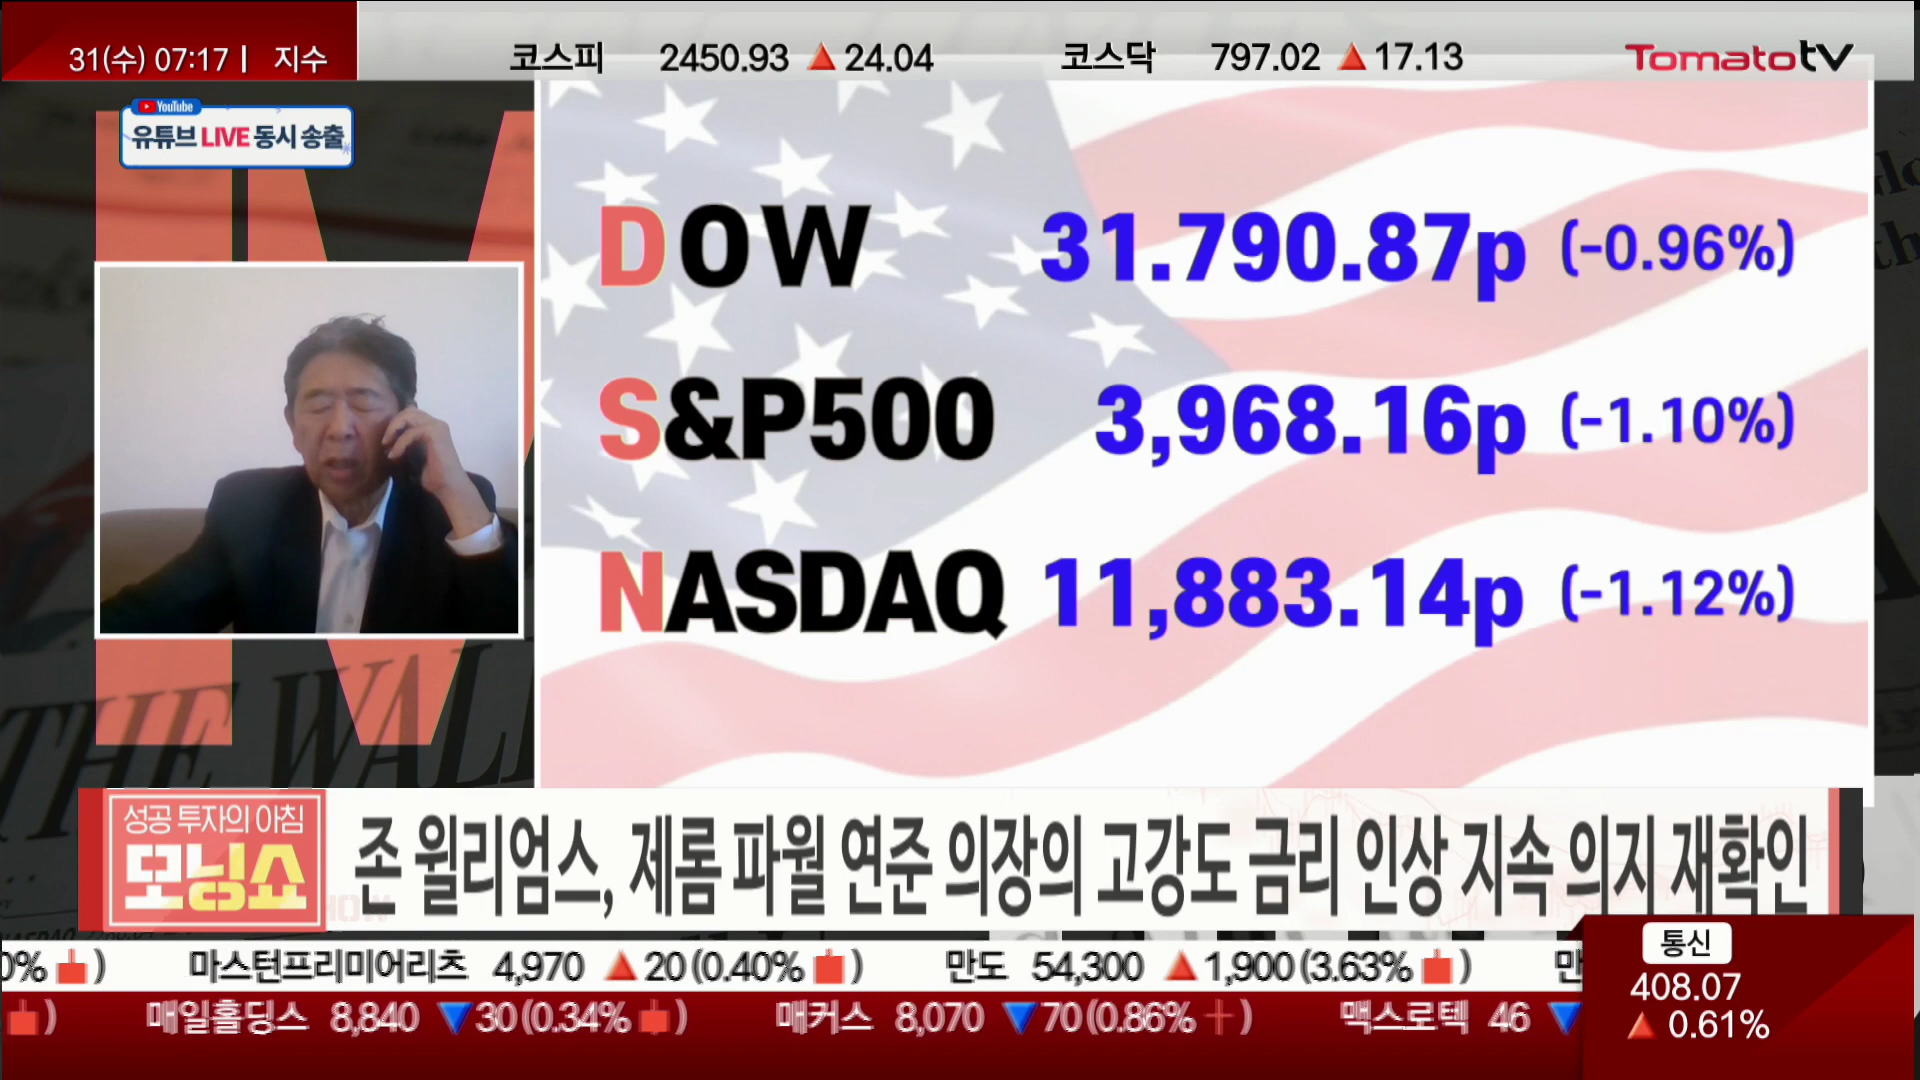 31(수) 07:17 | 지수
코스피 2450.93 ▲ 24.04
코스닥 797.02 ▲ 17.13
Tomatotv
YouTube
유튜브 LIVE 동시 송출
DOW 31.790.87p (-0.96%)
S&P500 3,968.16p (-1.10%)
NASDAQ 11,883.14p (-1.12%)
THE WALL
성공 투자의 아침
모닝쇼
존 윌리엄스, 제롬 파월 연준 의장의 고강도 금리 인상 지속 의지 재확인
0% ) 마스턴프리미어리츠 4,970 ▲ 20(0.40% ) 만도 54,300 ▲ 1,900(3.63% )
) 매일홀딩스 8,840 ▼ 30(0.34% ) 매커스 8,070 ▼ 70(0.86% ) 맥스로텍 46 ▼
통신
408.07
▲ 0.61%